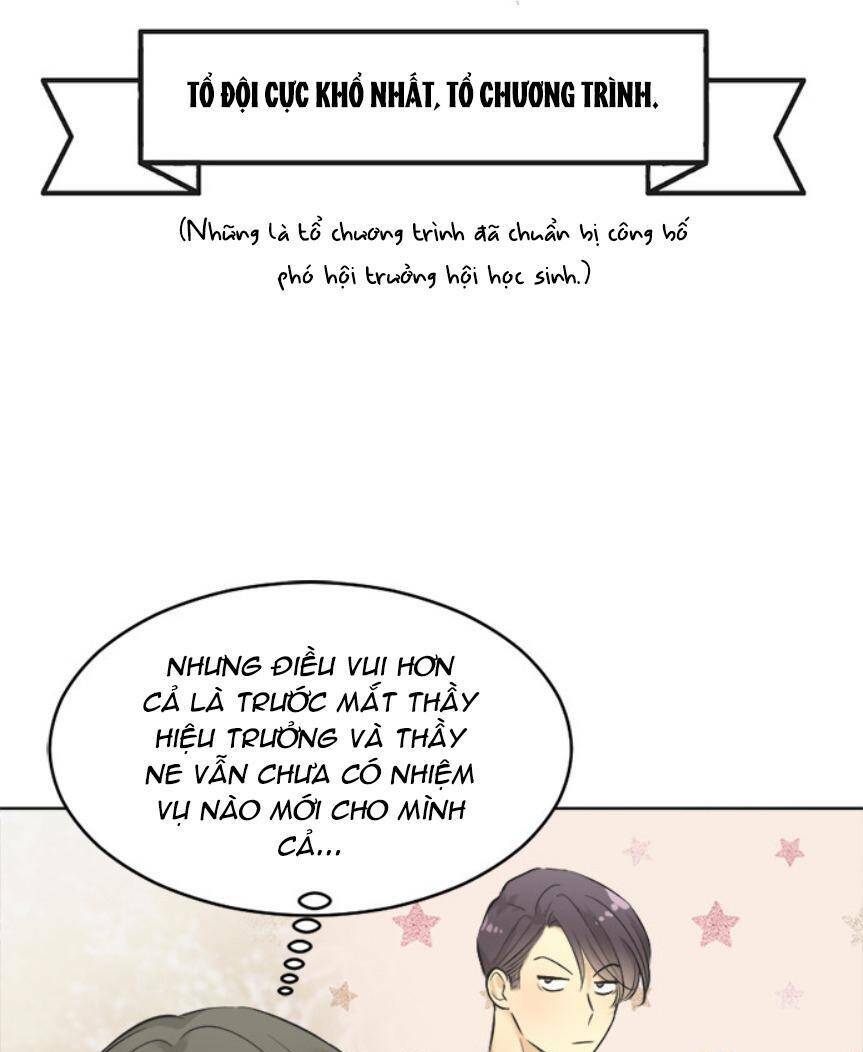 TỔ ĐỘI CỰC KHỔ NHẤT, TỔ CHƯƠNG TRÌNH.
(Những là tổ chương trình đã chuẩn bị công bố
phó hội trưởng hội học sinh.)
NHƯNG ĐIỀU VUI HƠN
CẢ LÀ TRƯỚC MẮT THẦY
HIỆU TRƯỞNG VÀ THẦY
NE VẪN CHƯA CÓ NHIỆM
VỤ NÀO MỚI CHO MÌNH
CẢ...